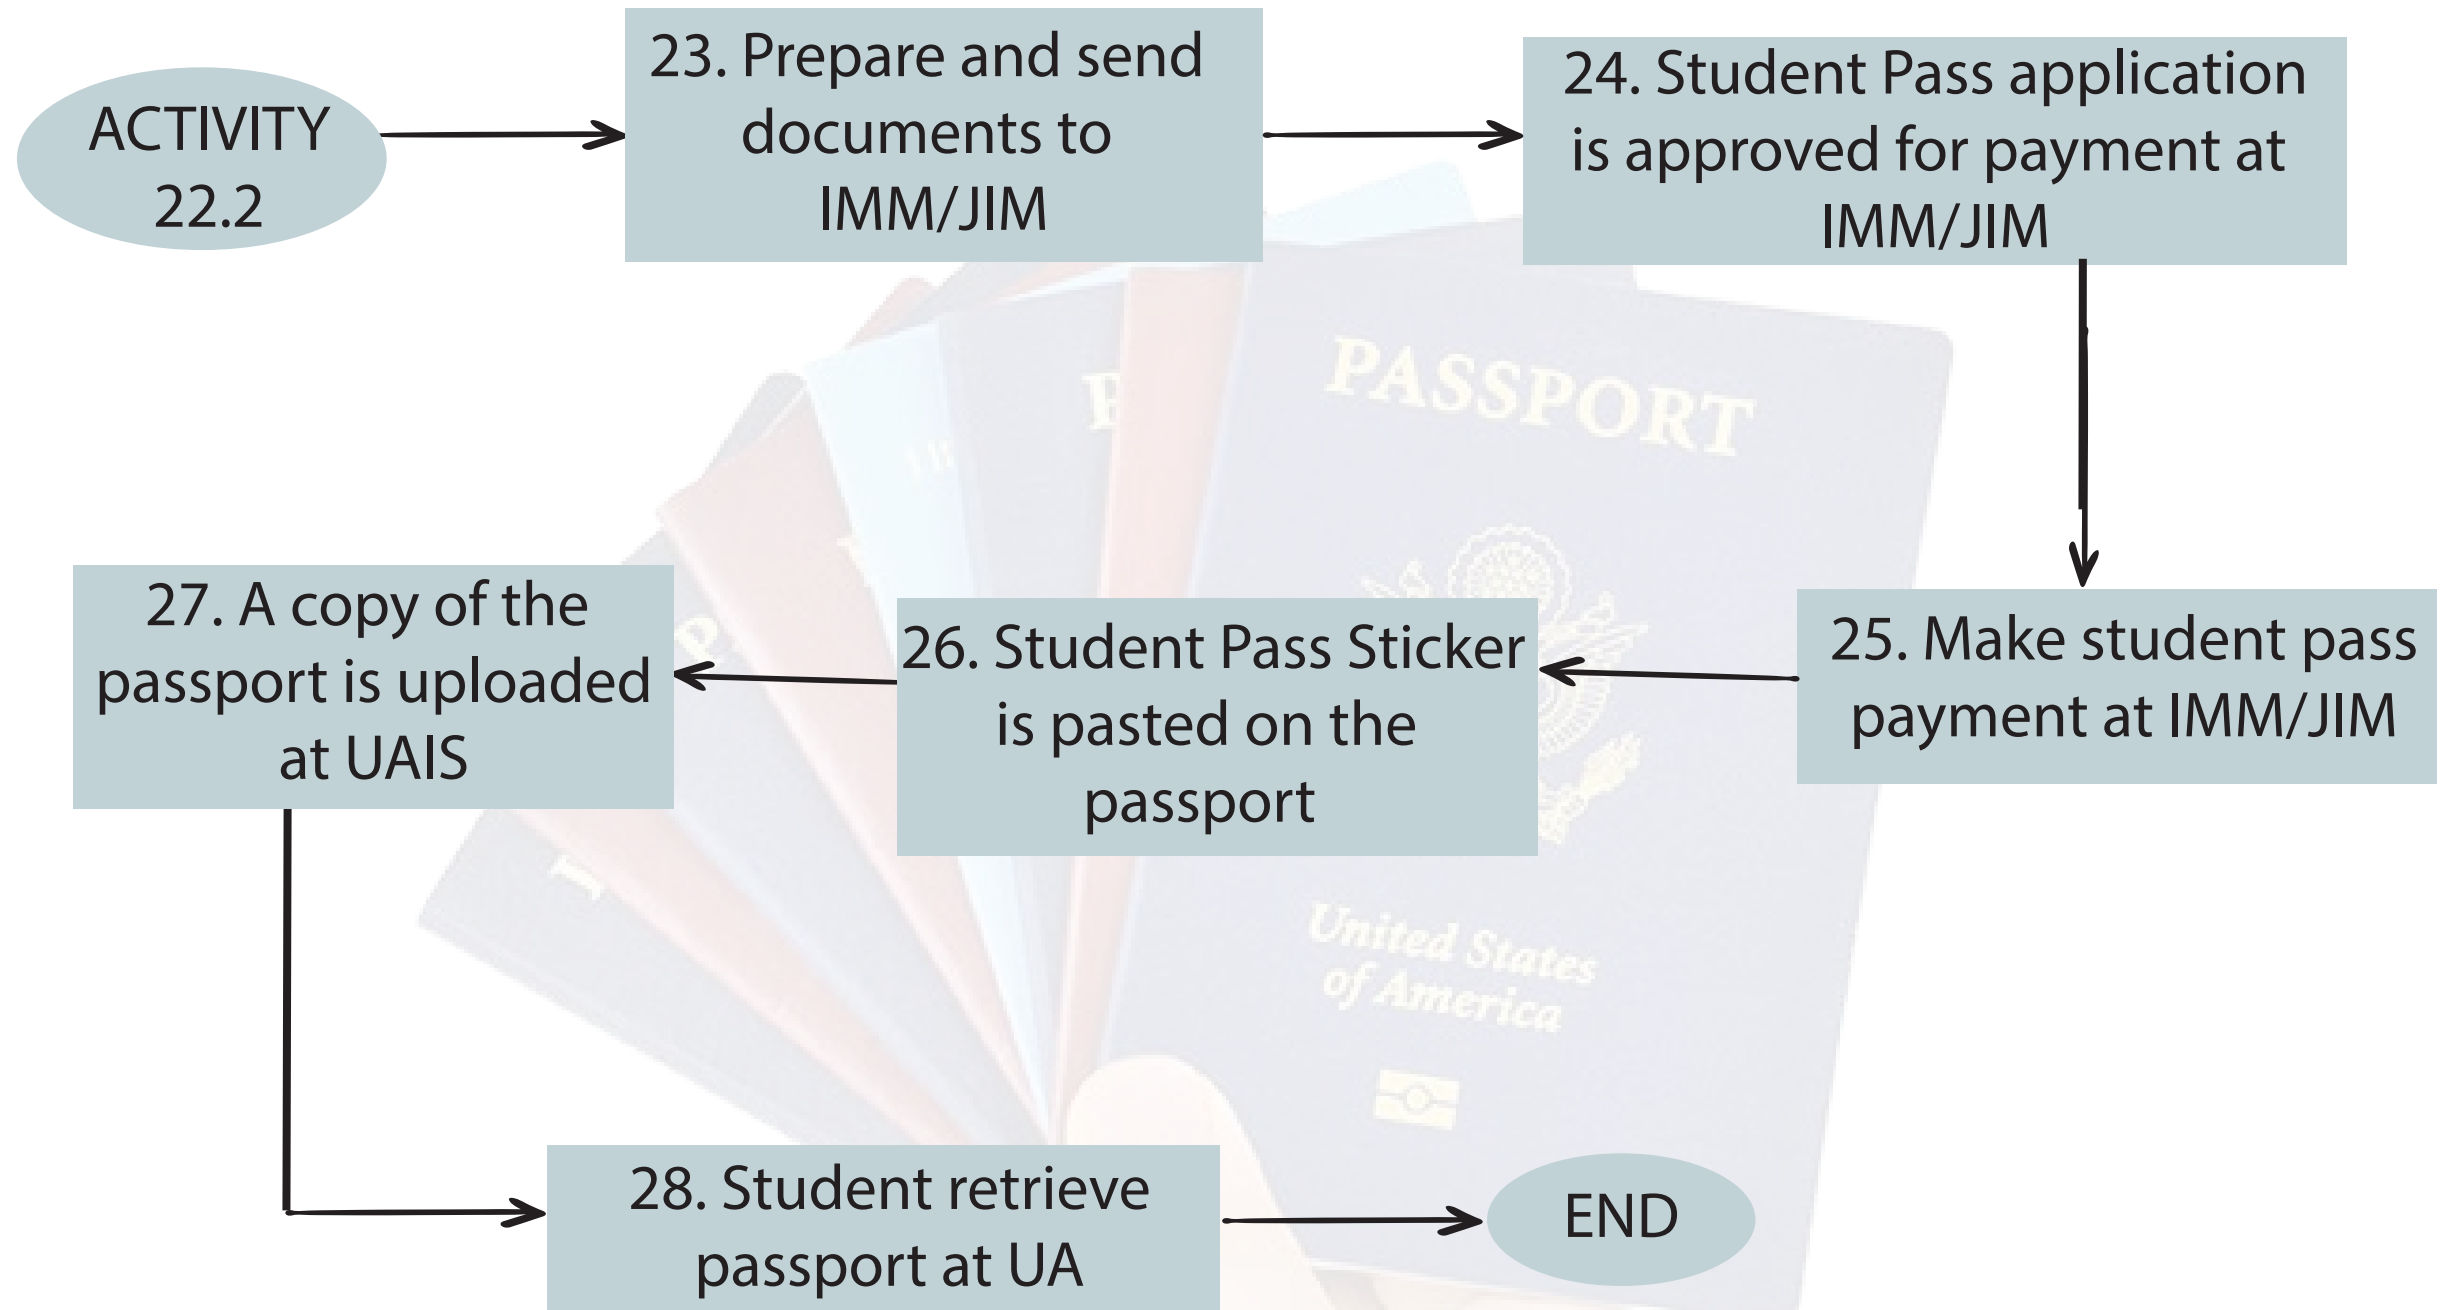 ACTIVITY
22.2
23. Prepare and send
documents to
IMM/JIM
24. Student Pass application
is approved for payment at
IMM/JIM
25. Make student pass
payment at IMM/JIM
26. Student Pass Sticker
is pasted on the
passport
27. A copy of the
passport is uploaded
at UAIS
28. Student retrieve
passport at UA
END
PASSPORT
United States
of America